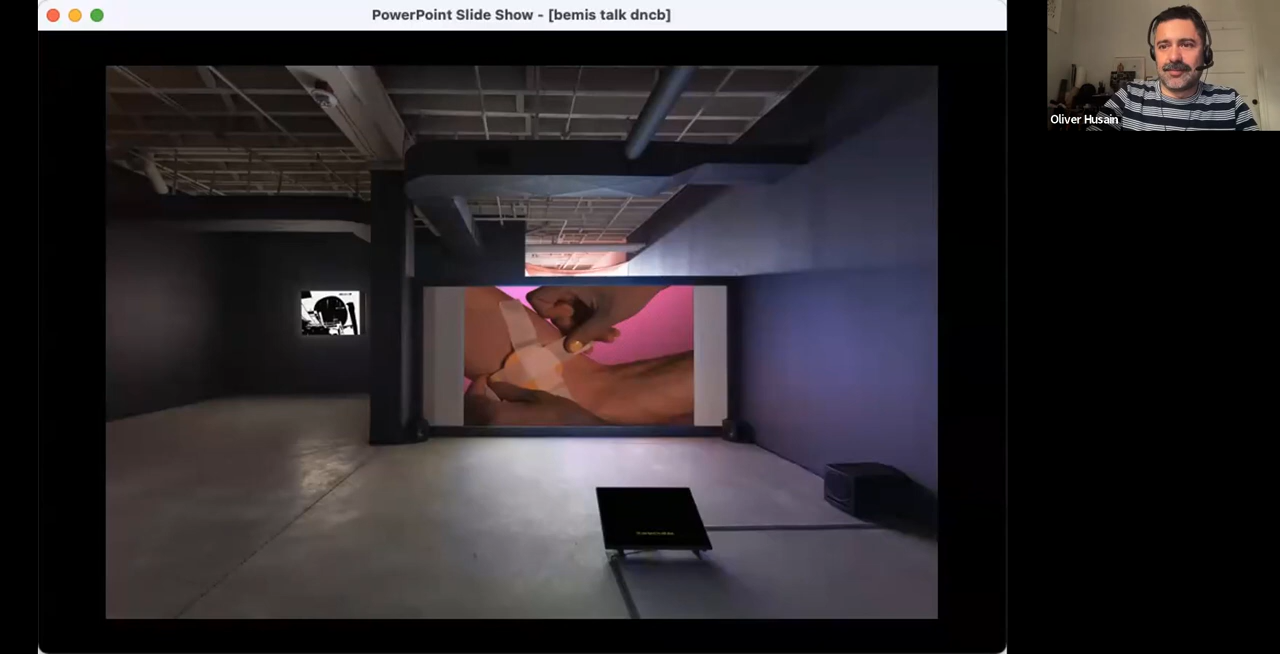 PowerPoint Slide Show - [bemis talk dncb]
Oliver Husain